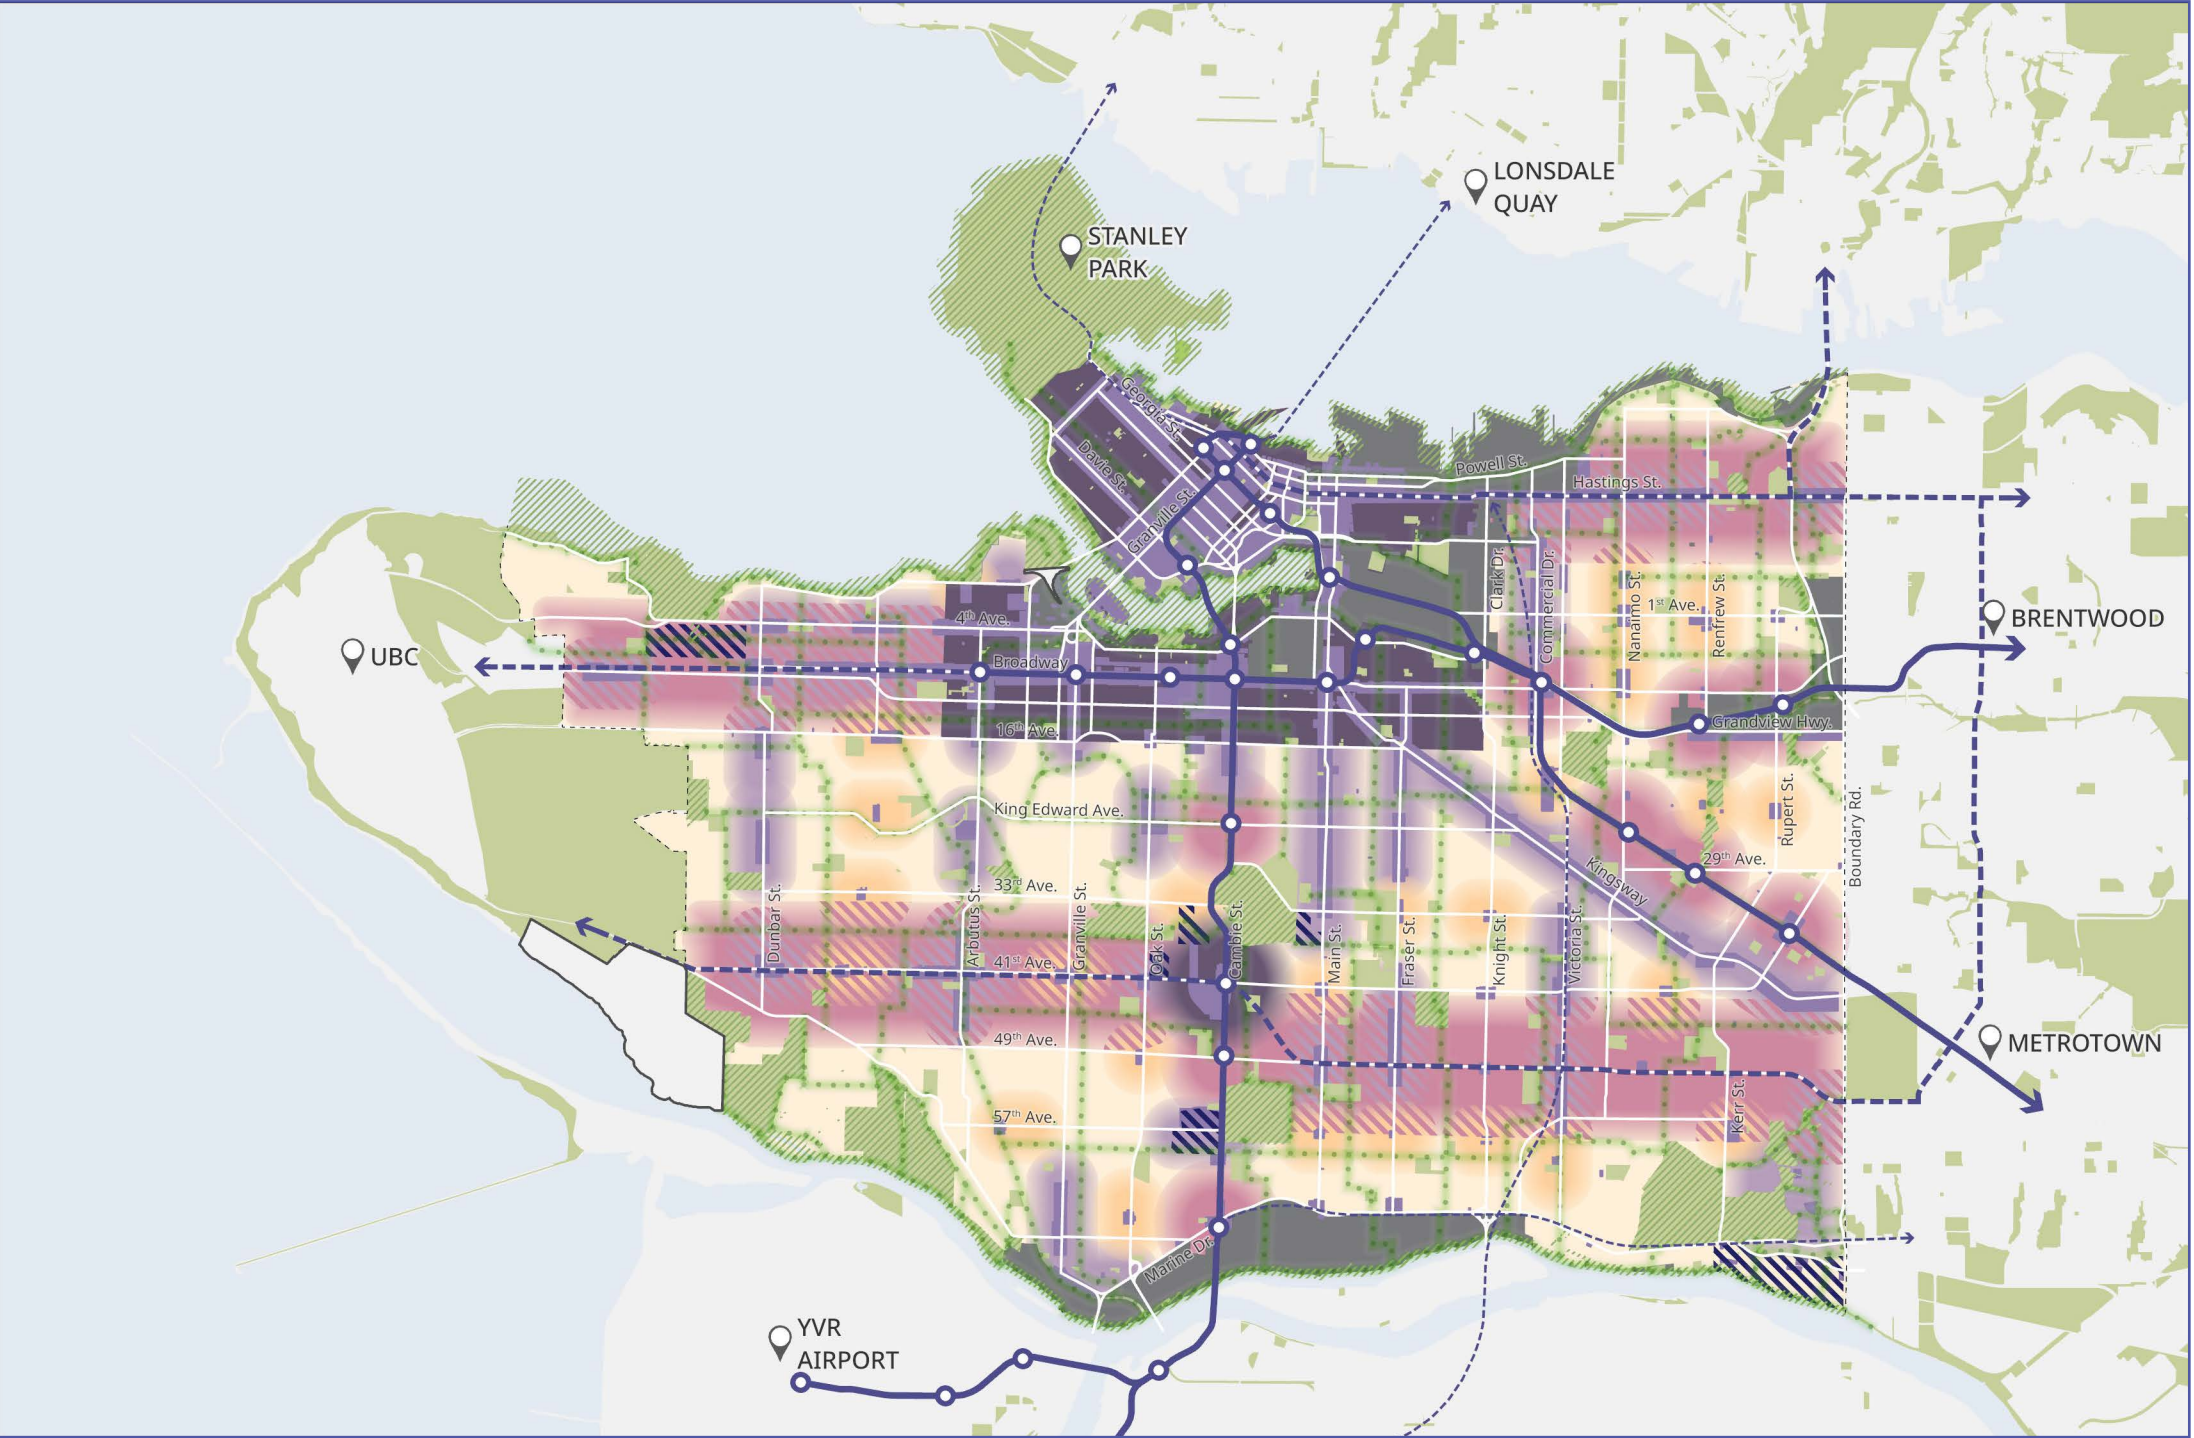 LONSDALE
QUAY
STANLEY
PARK
Georgia St.
Davie St.
Granville St.
Powell St.
Hastings St.
Clark Dr.
Commercial Dr.
Nanaimo St.
Renfrew St.
1st Ave.
4th Ave.
BRENTWOOD
UBC
Broadway
16th Ave.
Grandview Hwy.
King Edward Ave.
Rupert St.
Boundary Rd.
29th Ave.
Kingsway
33rd Ave.
Dunbar St.
Arbutus St.
Granville St.
Oak St.
Cambie St.
Main St.
Fraser St.
Knight St.
Victoria St.
41st Ave.
49th Ave.
METROTOWN
Kerr St.
57th Ave.
Marine Dr.
YVR
AIRPORT